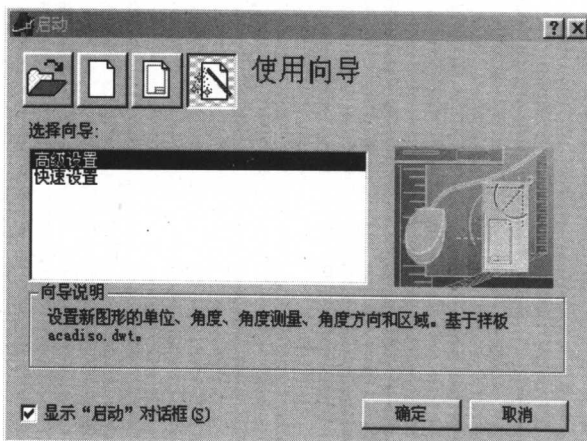 启动
使用向导
选择向导:
高级设置
快速设置
向导说明
设置新图形的单位、角度、角度测量、角度方向和区域。基于样板
acadiso.dwt。
显示“启动”对话框(S)
确定
取消